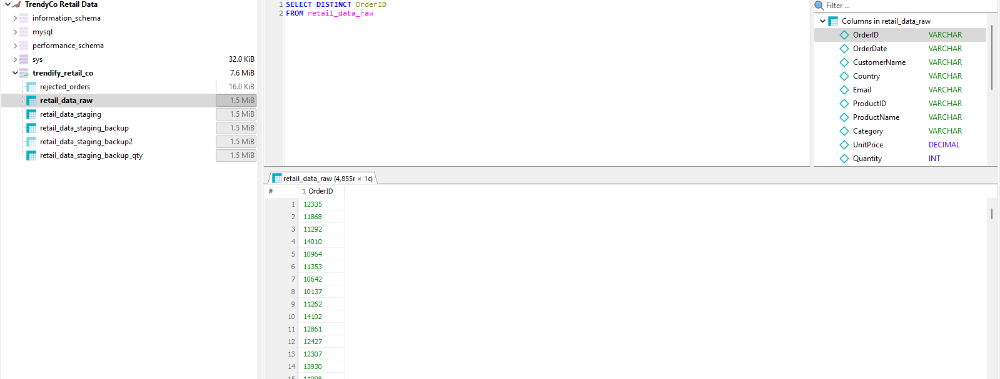 TrendyCo Retail Data
information_schema
mysql
performance_schema
sys 32.0 KiB
trendify_retail_co 7.6 MiB
rejected_orders 16.0 KiB
retail_data_raw 1.5 MiB
retail_data_staging 1.5 MiB
retail_data_staging_backup 1.5 MiB
retail_data_staging_backup2 1.5 MiB
retail_data_staging_backup_qty 1.5 MiB
1 SELECT DISTINCT OrderID
2 FROM retail_data_raw
Filter ...
Columns in retail_data_raw
OrderID VARCHAR
OrderDate VARCHAR
CustomerName VARCHAR
Country VARCHAR
Email VARCHAR
ProductID VARCHAR
ProductName VARCHAR
Category VARCHAR
UnitPrice DECIMAL
Quantity INT
retail_data_raw (4,855r × 1c)
# 1 OrderID
1 12335
2 11868
3 11292
4 14010
5 10964
6 11353
7 10642
8 10137
9 11262
10 14102
11 12861
12 12427
13 12307
14 13930